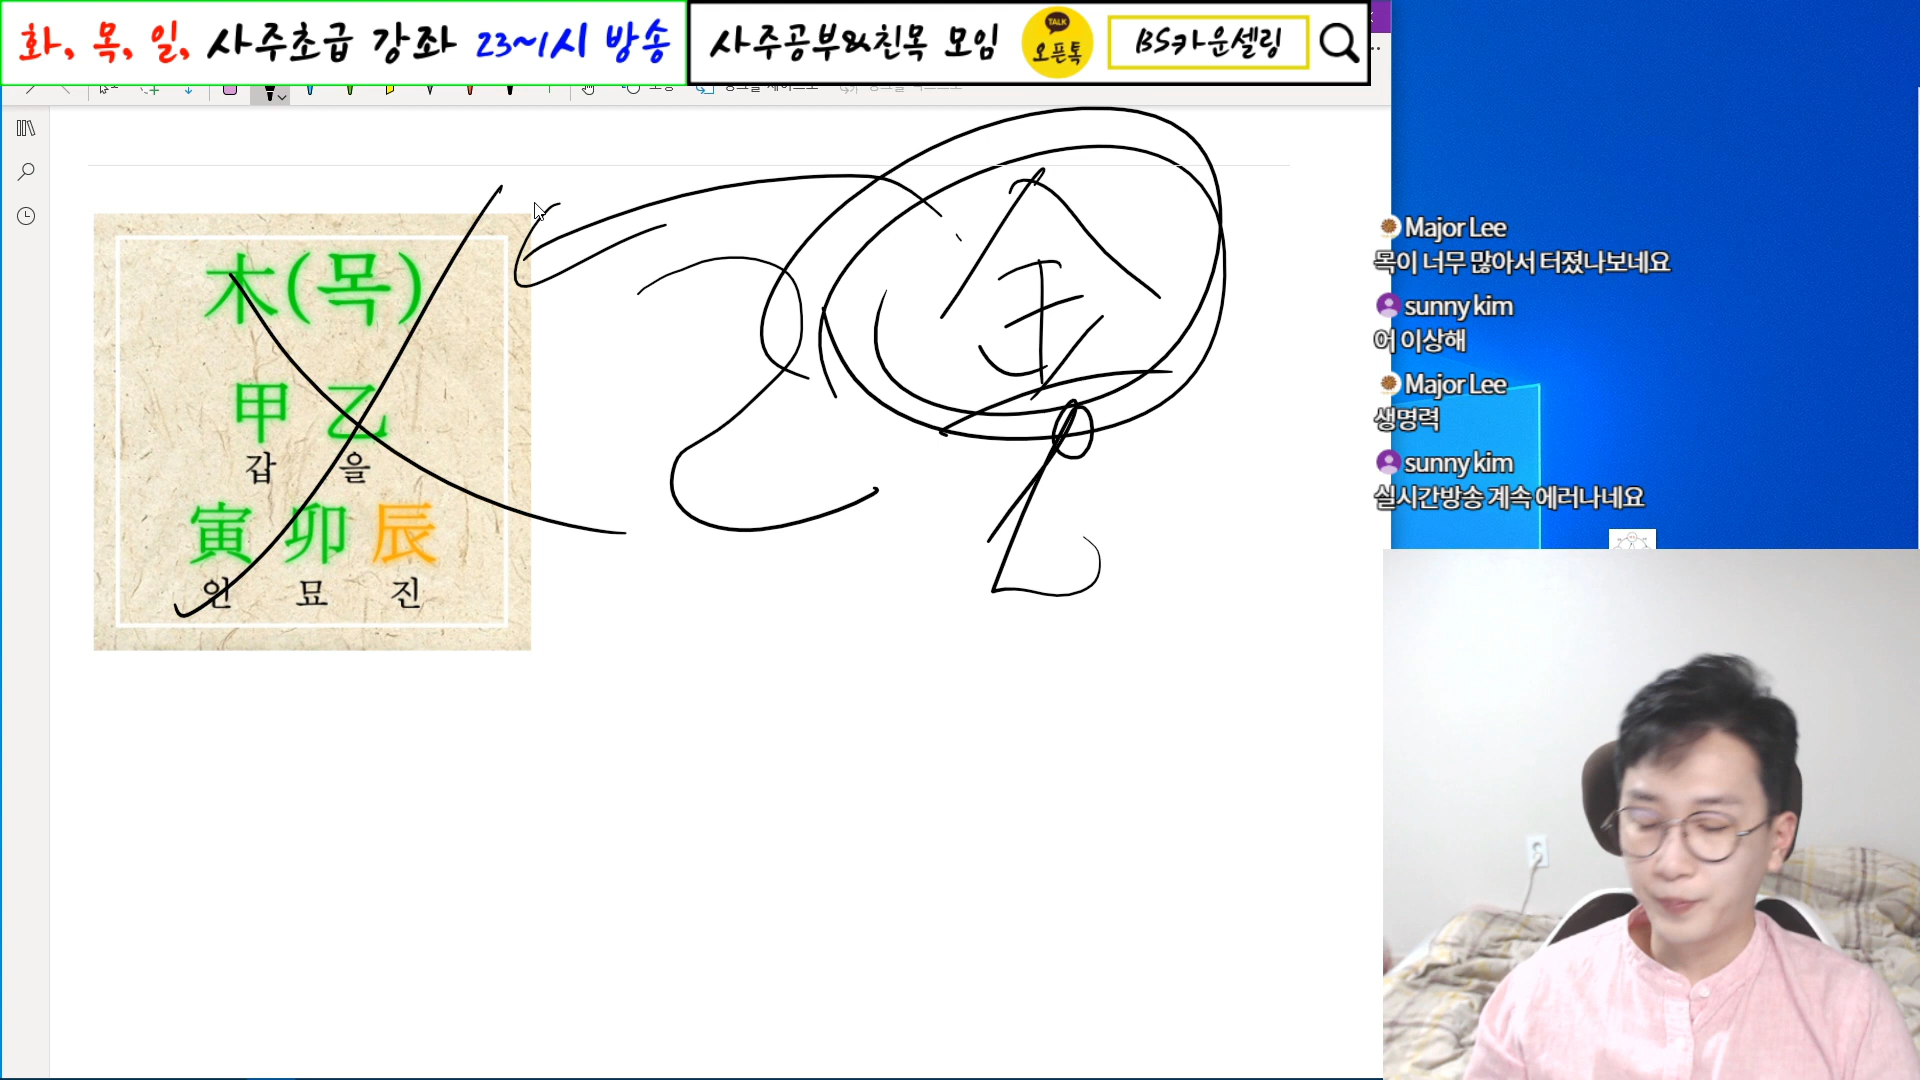 화, 목, 일, 사주초급 강좌 23~1시 방송
사주공부&친목 모임
TALK
오픈톡
BS카운셀링
木(목)
甲 乙
갑 을
寅 卯 辰
인 묘 진
金
Major Lee
목이 너무 많아서 터졌나보네요
sunny kim
어 이상해
Major Lee
생명력
sunny kim
실시간방송 계속 에러나네요